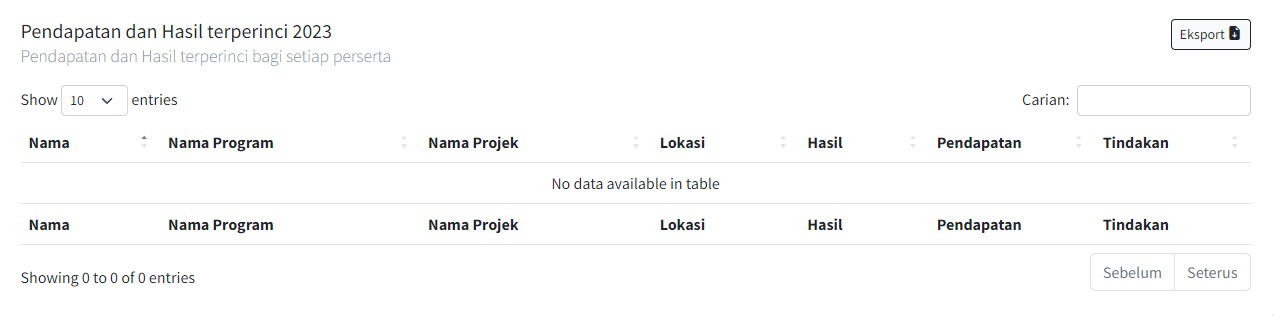 Pendapatan dan Hasil terperinci 2023
Eksport
Pendapatan dan Hasil terperinci bagi setiap perserta
Show 10 entries
Carian:
Nama Nama Program Nama Projek Lokasi Hasil Pendapatan Tindakan
No data available in table
Nama Nama Program Nama Projek Lokasi Hasil Pendapatan Tindakan
Showing 0 to 0 of 0 entries
Sebelum Seterus